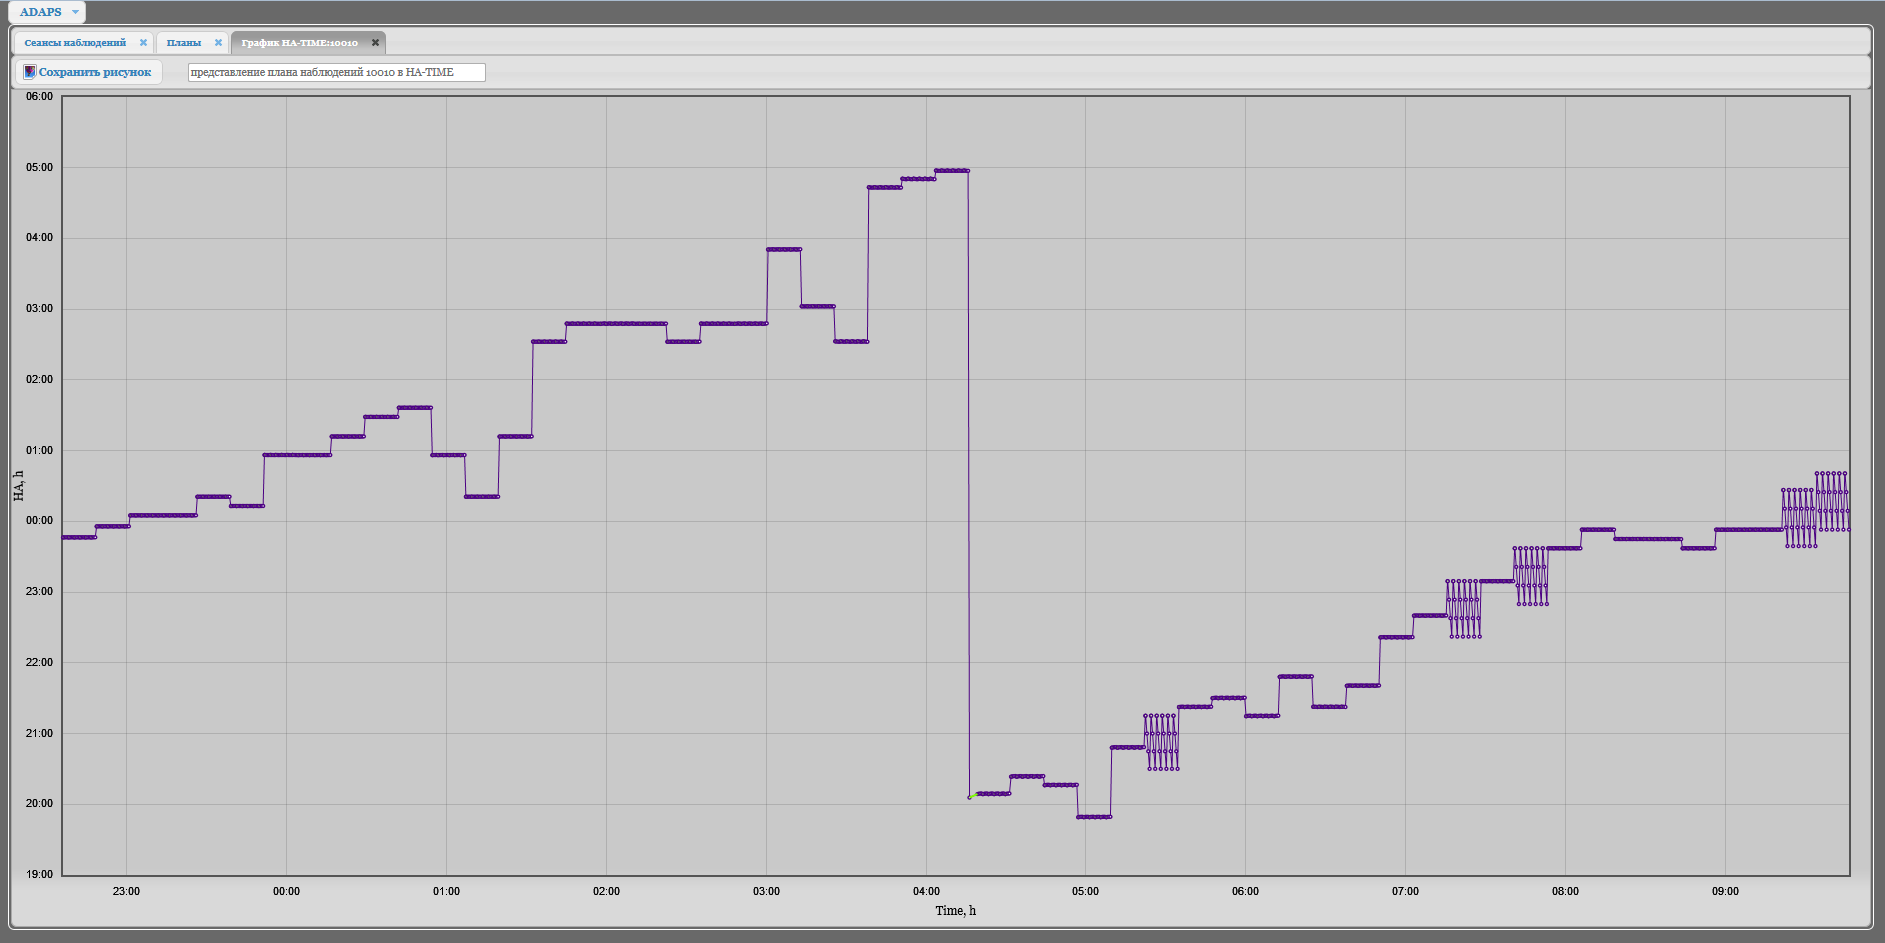 ADAPS
Сеансы наблюдений
Планы
График HA-TIME:10010
Сохранить рисунок
представление плана наблюдений 10010 в HA-TIME
06:00
05:00
04:00
03:00
02:00
01:00
00:00
23:00
22:00
21:00
20:00
19:00
HA, h
23:00 00:00 01:00 02:00 03:00 04:00 05:00 06:00 07:00 08:00 09:00
Time, h